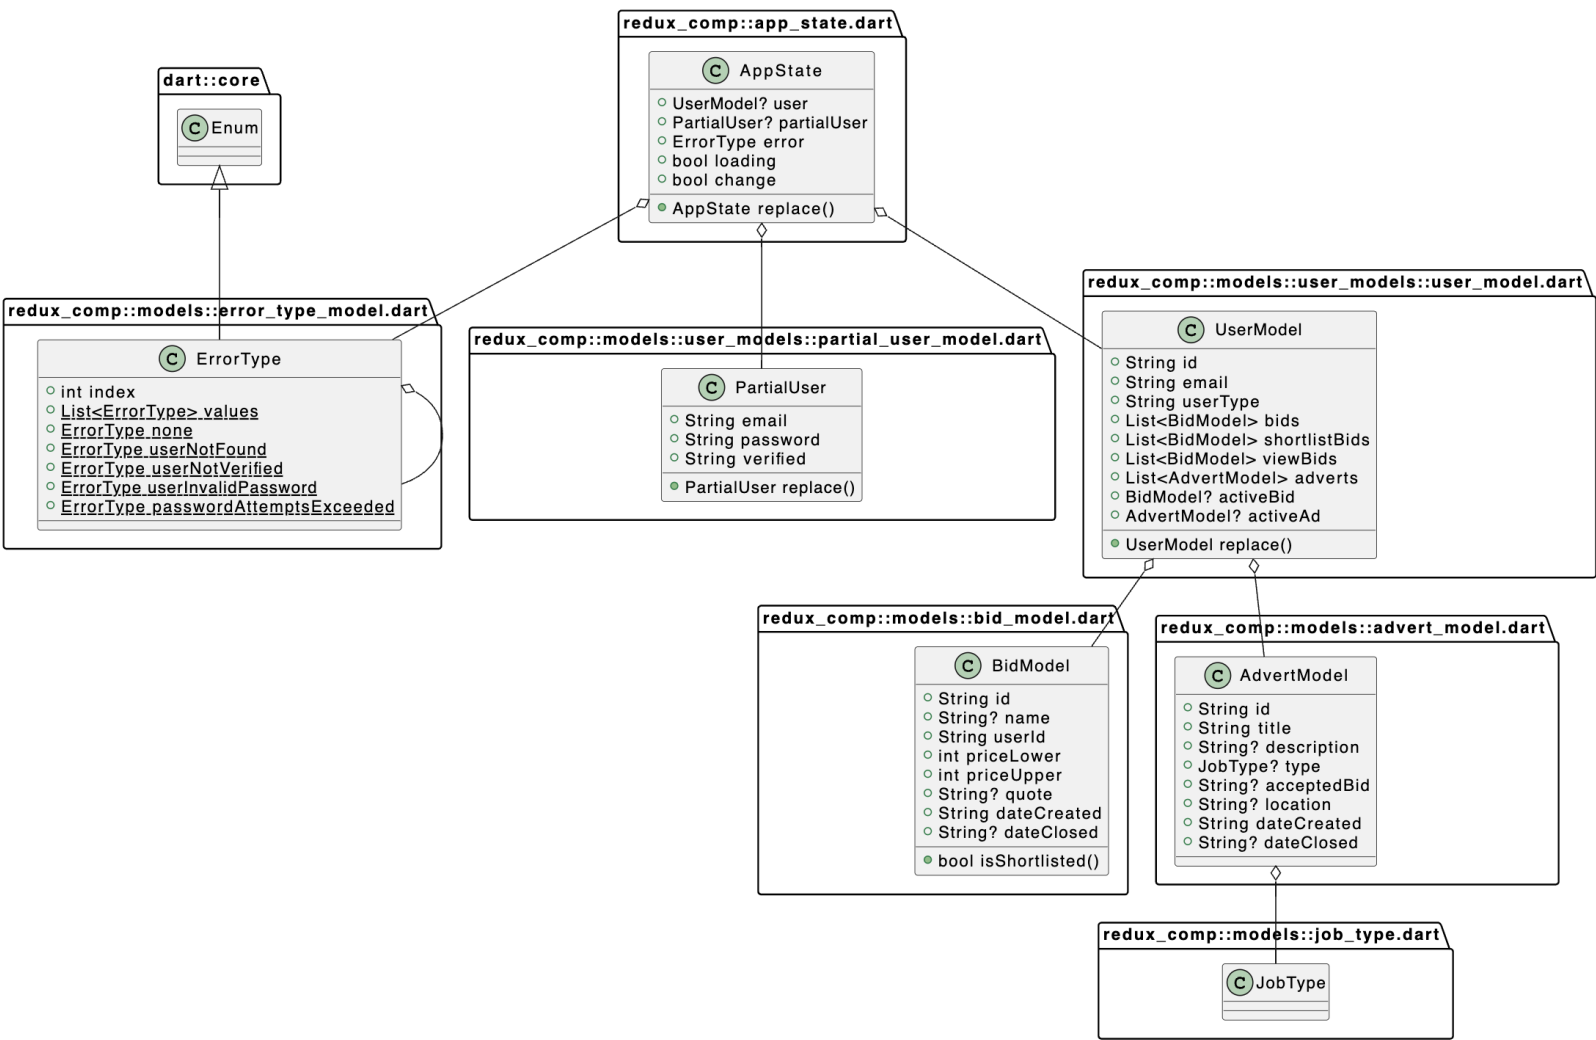 redux_comp::app_state.dart
C AppState
UserModel? user
PartialUser? partialUser
ErrorType error
bool loading
bool change
AppState replace()
dart::core
C Enum
redux_comp::models::error_type_model.dart
C ErrorType
int index
List<ErrorType> values
ErrorType none
ErrorType userNotFound
ErrorType userNotVerified
ErrorType userInvalidPassword
ErrorType passwordAttemptsExceeded
redux_comp::models::user_models::partial_user_model.dart
C PartialUser
String email
String password
String verified
PartialUser replace()
redux_comp::models::user_models::user_model.dart
C UserModel
String id
String email
String userType
List<BidModel> bids
List<BidModel> shortlistBids
List<BidModel> viewBids
List<AdvertModel> adverts
BidModel? activeBid
AdvertModel? activeAd
UserModel replace()
redux_comp::models::bid_model.dart
C BidModel
String id
String? name
String userId
int priceLower
int priceUpper
String? quote
String dateCreated
String? dateClosed
bool isShortlisted()
redux_comp::models::advert_model.dart
C AdvertModel
String id
String title
String? description
JobType? type
String? acceptedBid
String? location
String dateCreated
String? dateClosed
redux_comp::models::job_type.dart
C JobType